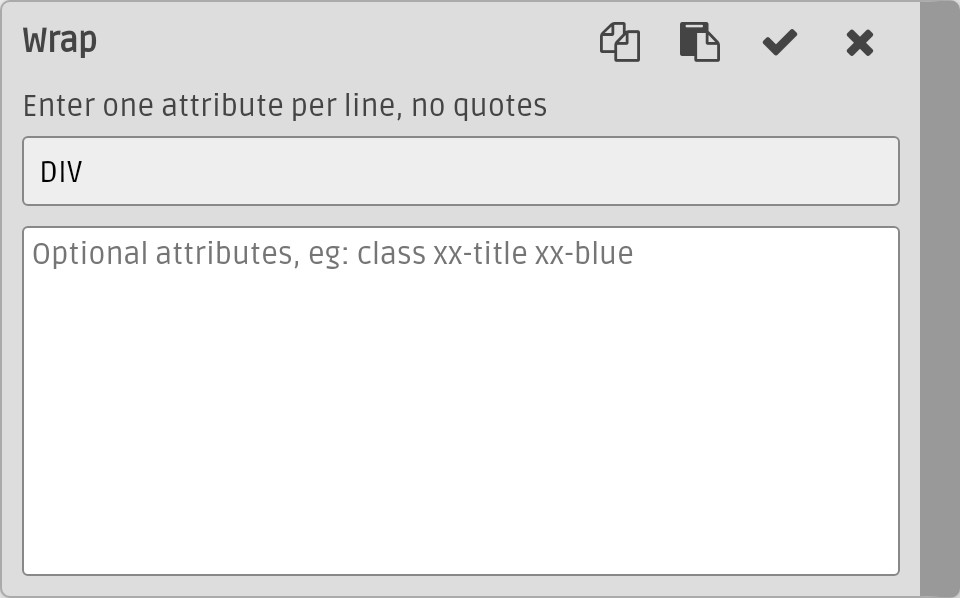 Wrap
Enter one attribute per line, no quotes
DIV
Optional attributes, eg: class xx-title xx-blue